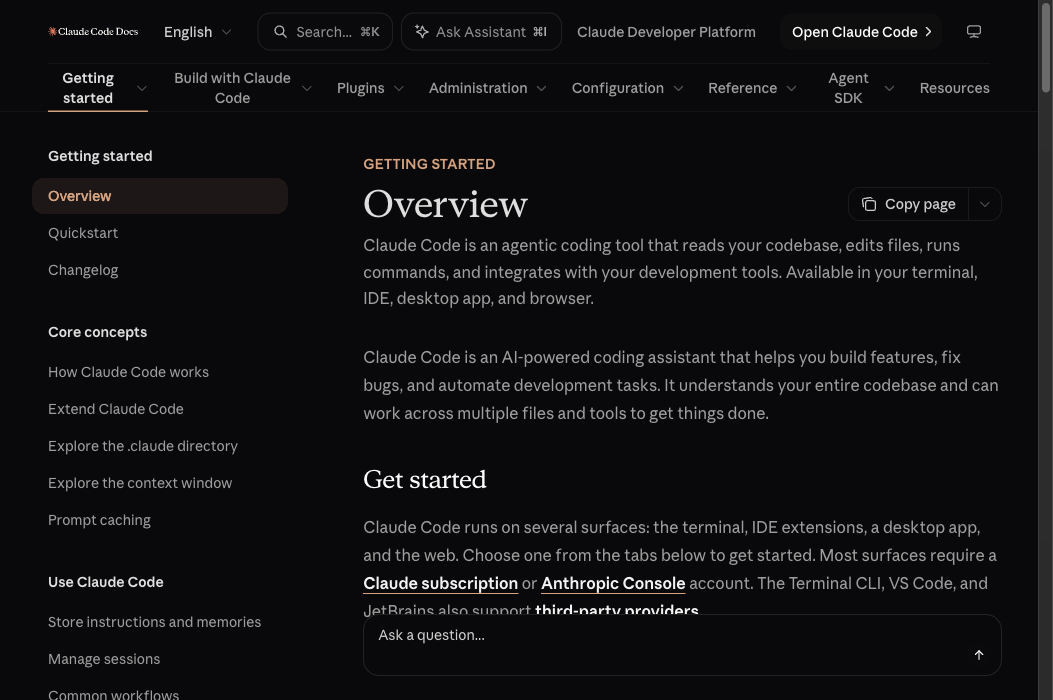 Claude Code Docs
English
Search...
⌘K
Ask Assistant
⌘I
Claude Developer Platform
Open Claude Code
Getting started
Build with Claude Code
Plugins
Administration
Configuration
Reference
Agent SDK
Resources
Getting started
Overview
Quickstart
Changelog
Core concepts
How Claude Code works
Extend Claude Code
Explore the .claude directory
Explore the context window
Prompt caching
Use Claude Code
Store instructions and memories
Manage sessions
Common workflows
GETTING STARTED
Overview
Copy page
Claude Code is an agentic coding tool that reads your codebase, edits files, runs
commands, and integrates with your development tools. Available in your terminal,
IDE, desktop app, and browser.
Claude Code is an AI-powered coding assistant that helps you build features, fix
bugs, and automate development tasks. It understands your entire codebase and can
work across multiple files and tools to get things done.
Get started
Claude Code runs on several surfaces: the terminal, IDE extensions, a desktop app,
and the web. Choose one from the tabs below to get started. Most surfaces require a
Claude subscription or Anthropic Console account. The Terminal CLI, VS Code, and
JetBrains also support third-party providers.
Ask a question...